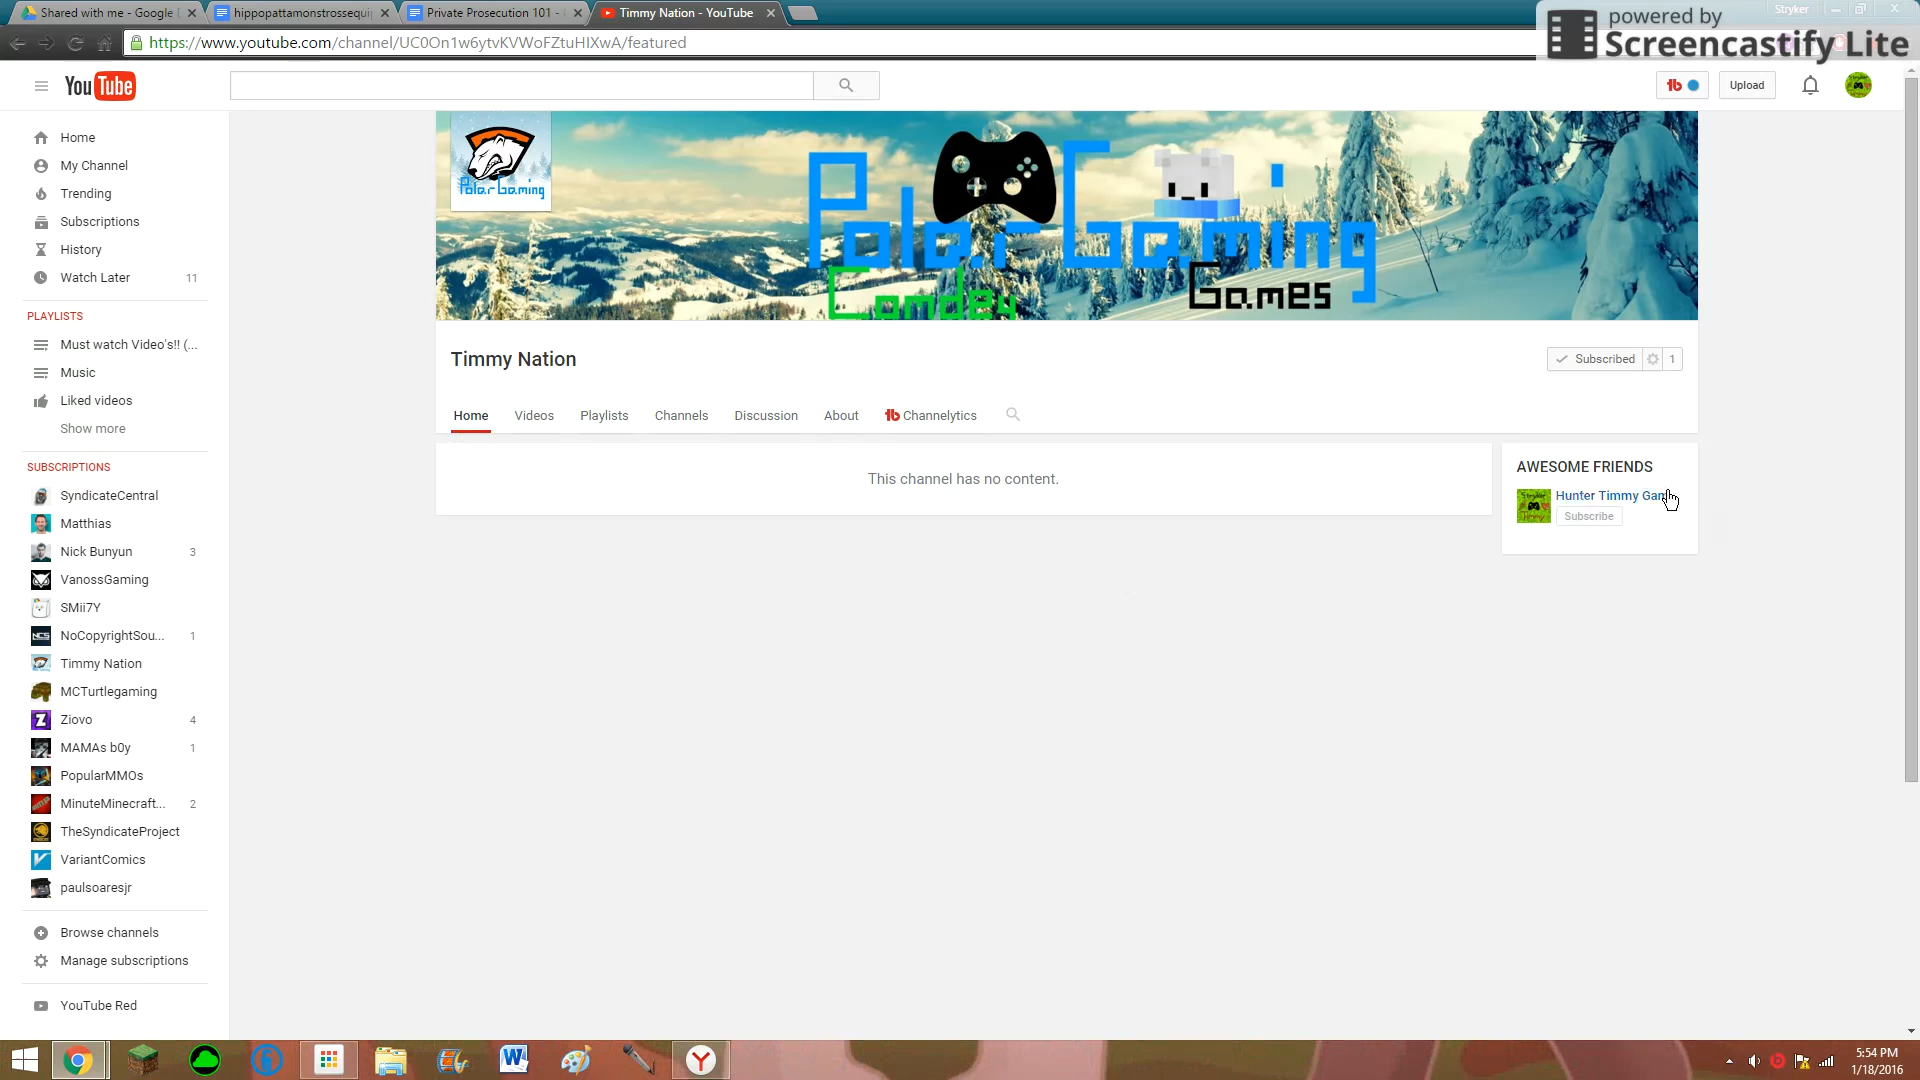 Shared with me - Google
hippopattamonstrossequi
Private Prosecution 101 -
Timmy Nation - YouTube
Stryker
powered by
Screencastify Lite
https://www.youtube.com/channel/UC0On1w6ytvKVWoFZtuHIXwA/featured
YouTube
Upload
Home
My Channel
Trending
Subscriptions
History
Watch Later 11
PLAYLISTS
Must watch Video's!! (...
Music
Liked videos
Show more
SUBSCRIPTIONS
SyndicateCentral
Matthias
Nick Bunyun 3
VanossGaming
SMii7Y
NoCopyrightSou... 1
Timmy Nation
MCTurtlegaming
Ziovo 4
MAMAs b0y 1
PopularMMOs
MinuteMinecraft... 2
TheSyndicateProject
VariantComics
paulsoaresjr
Browse channels
Manage subscriptions
YouTube Red
Polar Gaming
Polar Gaming
Comdey
Games
Timmy Nation
Subscribed 1
Home Videos Playlists Channels Discussion About Channelytics
This channel has no content.
AWESOME FRIENDS
Hunter Timmy Gam
Subscribe
5:54 PM
1/18/2016